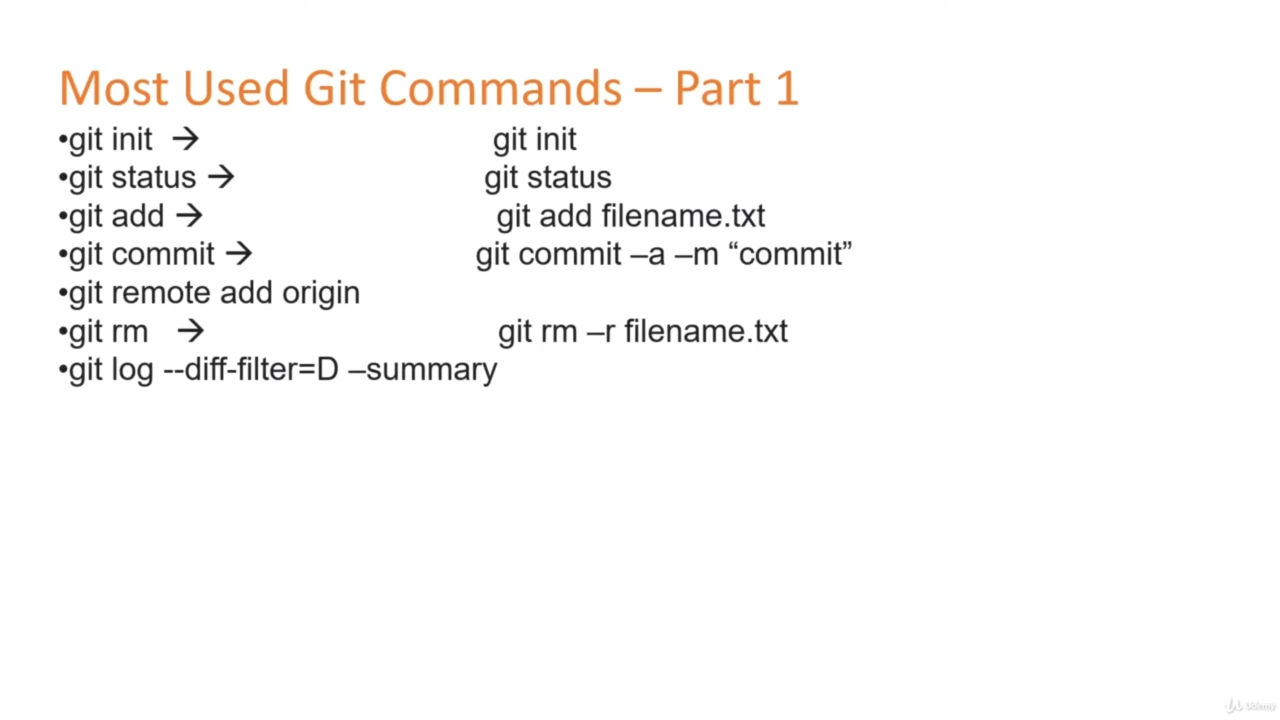 Most Used Git Commands – Part 1
•git init → git init
•git status → git status
•git add → git add filename.txt
•git commit → git commit –a –m “commit”
•git remote add origin
•git rm → git rm –r filename.txt
•git log --diff-filter=D –summary
Udemy